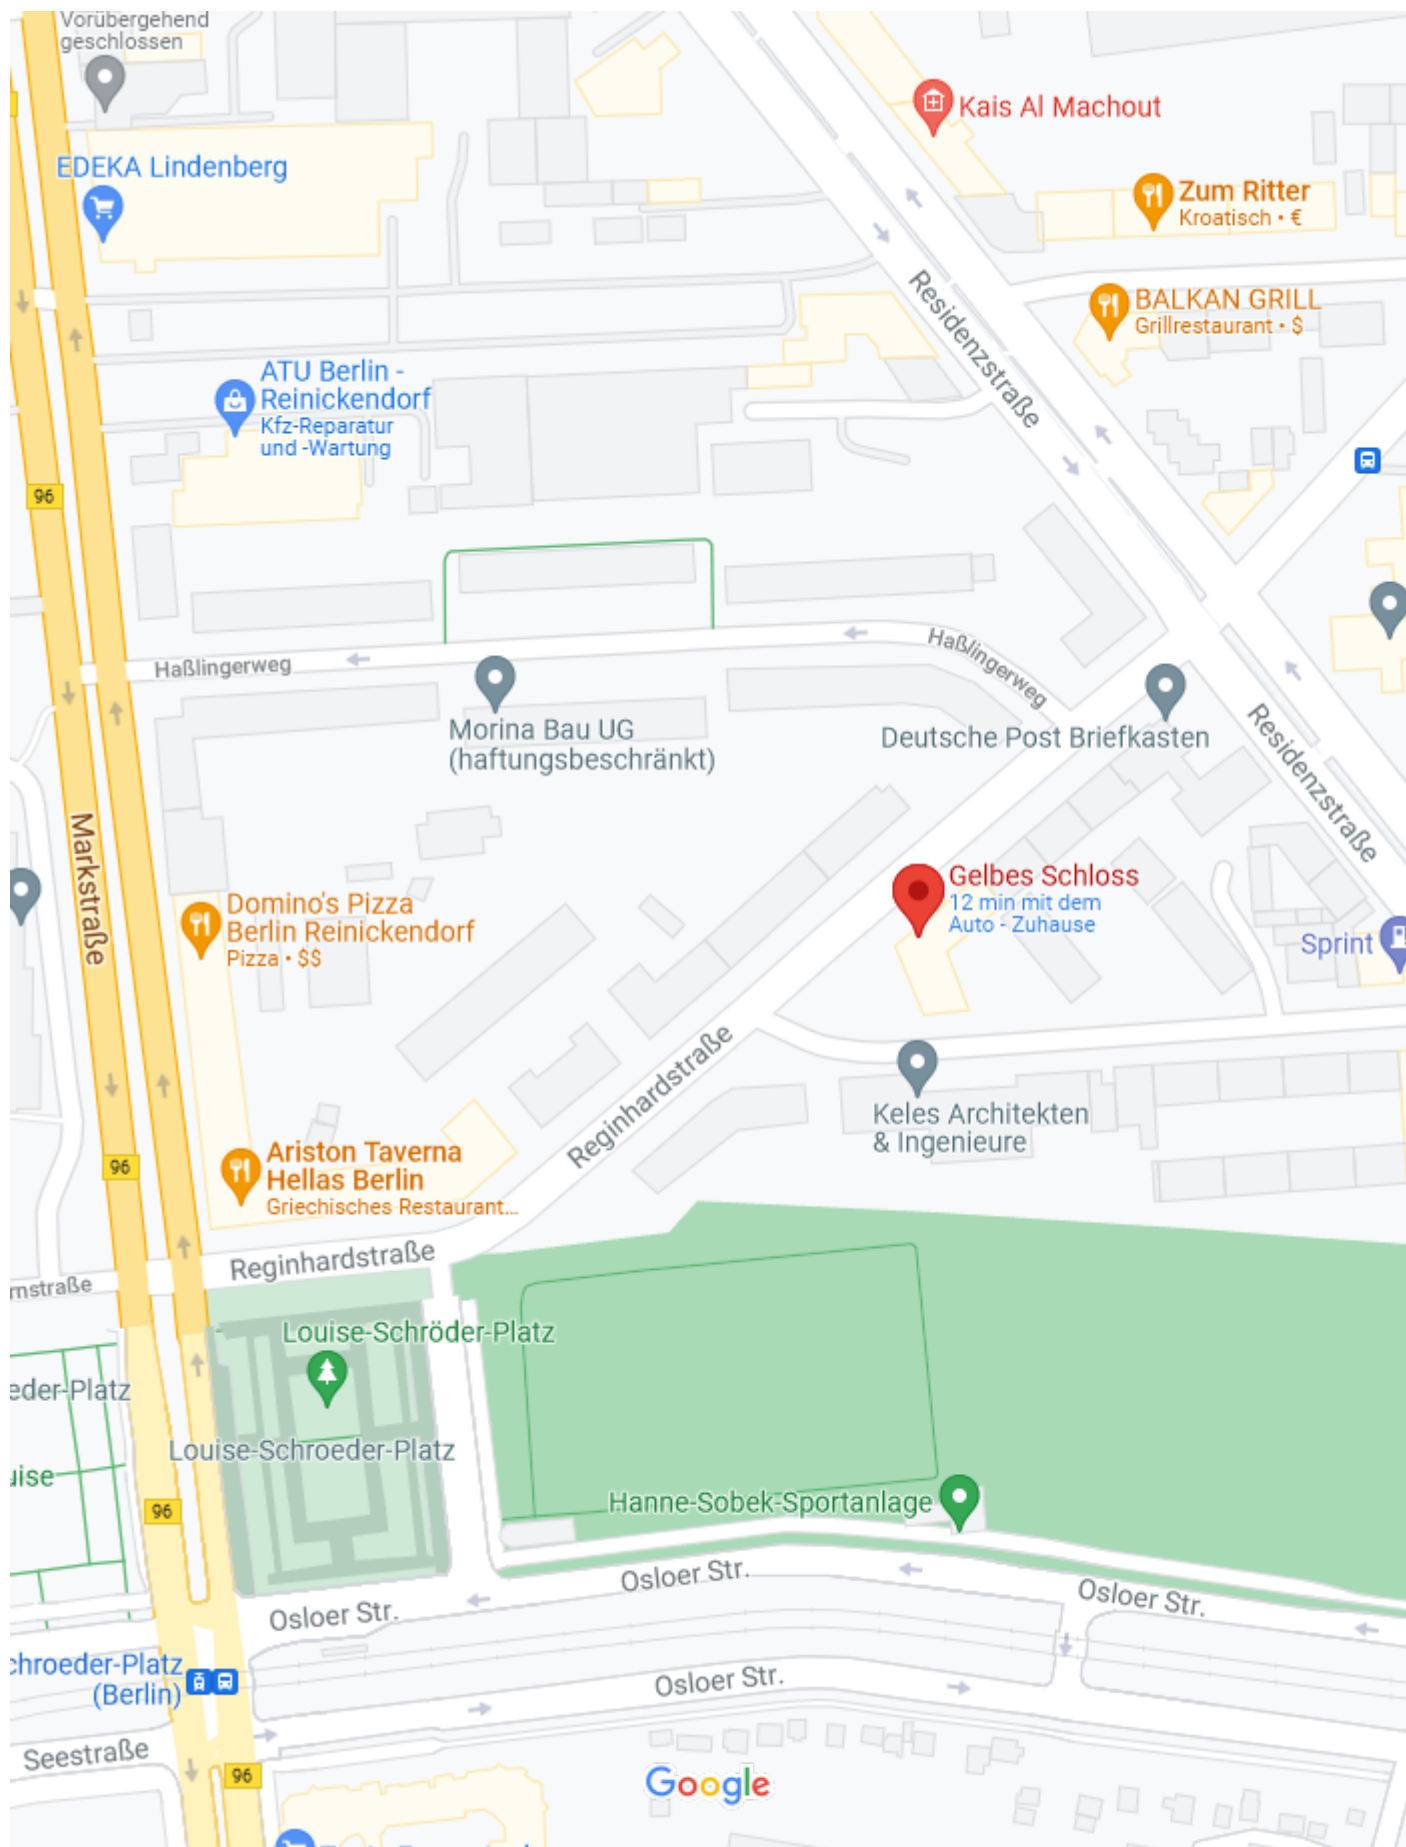 Vorübergehend
geschlossen
Kais Al Machout
EDEKA Lindenberg
Zum Ritter
Kroatisch • €
Residenzstraße
BALKAN GRILL
Grillrestaurant • $
ATU Berlin -
Reinickendorf
Kfz-Reparatur
und -Wartung
96
Haßlingerweg
Haßlingerweg
Morina Bau UG
(haftungsbeschränkt)
Deutsche Post Briefkasten
Residenzstraße
Markstraße
Gelbes Schloss
12 min mit dem
Auto - Zuhause
Domino's Pizza
Berlin Reinickendorf
Pizza • $$
Sprint
Reginhardstraße
Keles Architekten
& Ingenieure
96
Ariston Taverna
Hellas Berlin
Griechisches Restaurant...
Reginhardstraße
rnstraße
Louise-Schröder-Platz
eder-Platz
Louise-Schroeder-Platz
uise
96
Hanne-Sobek-Sportanlage
Osloer Str.
Osloer Str.
Osloer Str.
chroeder-Platz
(Berlin)
Osloer Str.
Seestraße
96
Google